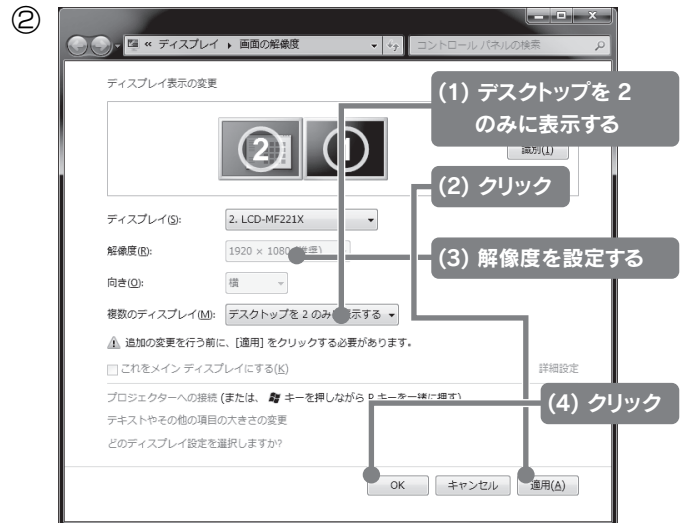 ②
« ディスプレイ ▸ 画面の解像度
コントロール パネルの検索
ディスプレイ表示の変更
(1) デスクトップを 2
のみに表示する
2
1
識別(I)
(2) クリック
ディスプレイ(S):
2. LCD-MF221X
解像度(R):
1920 × 1080 (推奨)
(3) 解像度を設定する
向き(O):
横
複数のディスプレイ(M):
デスクトップを 2 のみに表示する
追加の変更を行う前に、[適用] をクリックする必要があります。
これをメイン ディスプレイにする(K)
詳細設定
プロジェクターへの接続 (または、 キーを押しながら P キーを一緒に押す)
(4) クリック
テキストやその他の項目の大きさの変更
どのディスプレイ設定を選択しますか?
OK
キャンセル
適用(A)